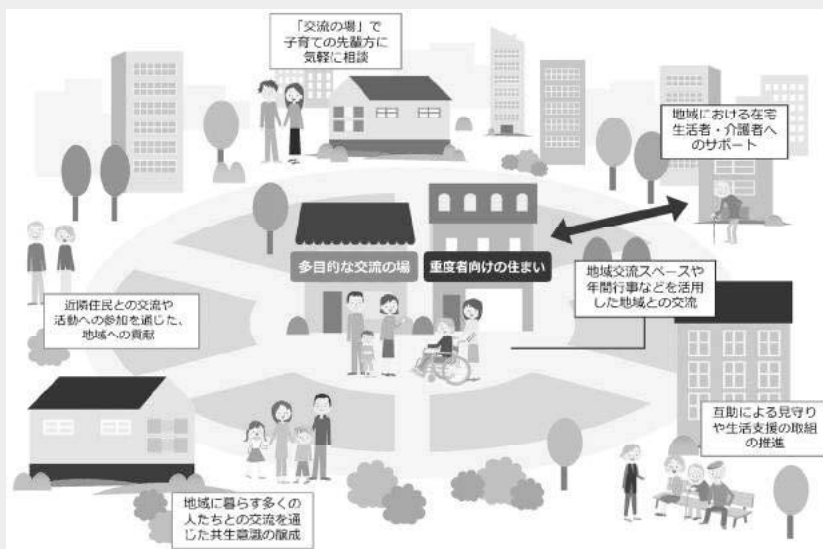 「交流の場」で
子育ての先輩方に
気軽に相談
地域における在宅
生活者・介護者へ
のサポート
多目的な交流の場
重度者向けの住まい
地域交流スペースや
年間行事などを活用
した地域との交流
近隣住民との交流や
活動への参加を通じた、
地域への貢献
互助による見守り
や生活支援の取組
の推進
地域に暮らす多くの
人たちとの交流を通
じた共生意識の醸成